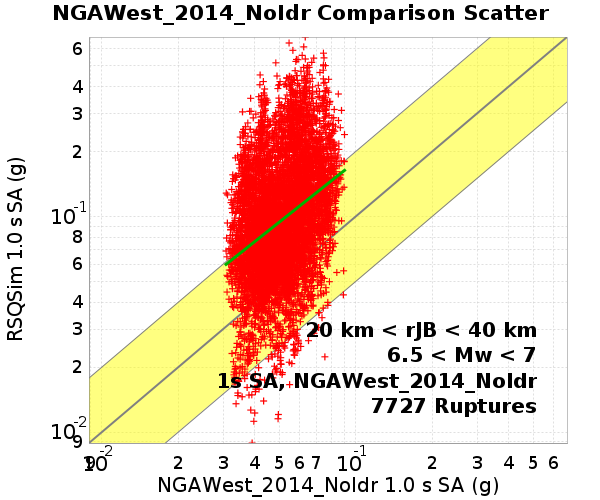 NGAWest_2014_NoIdr Comparison Scatter
RSQSim 1.0 s SA (g)
6
4
3
2
10-1
8
6
4
3
2
10-2
9
20 km < rJB < 40 km
6.5 < Mw < 7
1s SA, NGAWest_2014_NoIdr
7727 Ruptures
9 10-2 2 3 4 5 6 7 10-1 2 3 4 5 6
NGAWest_2014_NoIdr 1.0 s SA (g)